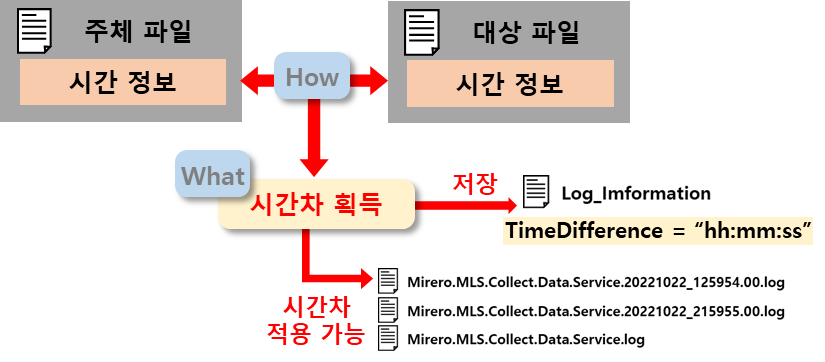 주체 파일
시간 정보
How
대상 파일
시간 정보
What
시간차 획득
저장
Log_Imformation
TimeDifference = “hh:mm:ss”
시간차
적용 가능
Mirero.MLS.Collect.Data.Service.20221022_125954.00.log
Mirero.MLS.Collect.Data.Service.20221022_215955.00.log
Mirero.MLS.Collect.Data.Service.log